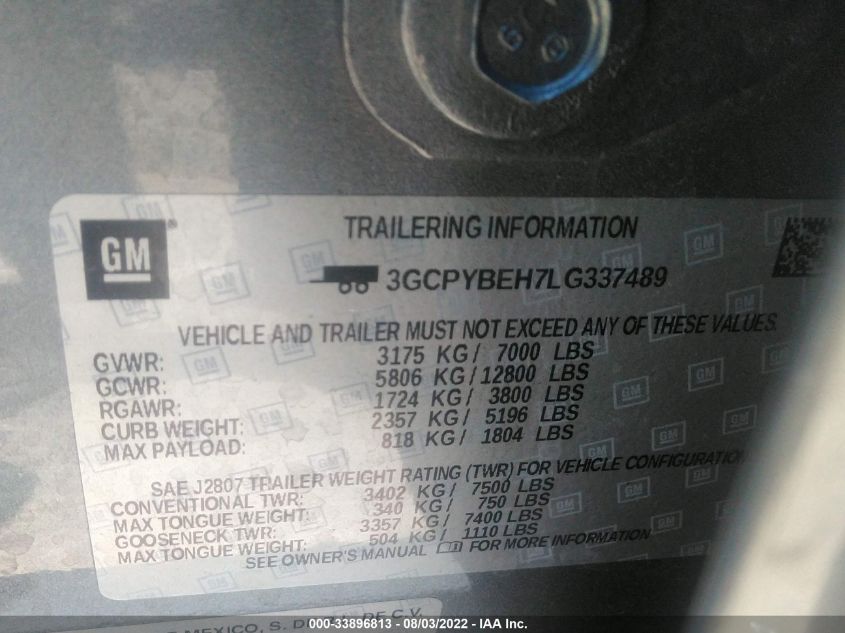 GM
TRAILERING INFORMATION
3GCPYBEH7LG337489
VEHICLE AND TRAILER MUST NOT EXCEED ANY OF THESE VALUES.
GVWR: 3175 KG/ 7000 LBS
GCWR: 5806 KG/12800 LBS
RGAWR: 1724 KG/ 3800 LBS
CURB WEIGHT: 2357 KG/ 5196 LBS
MAX PAYLOAD: 818 KG/ 1804 LBS
SAE J2807 TRAILER WEIGHT RATING (TWR) FOR VEHICLE CONFIGURATION
CONVENTIONAL TWR: 3402 KG/ 7500 LBS
MAX TONGUE WEIGHT: 340 KG/ 750 LBS
GOOSENECK TWR: 3357 KG/ 7400 LBS
MAX TONGUE WEIGHT: 504 KG/ 1110 LBS
SEE OWNER'S MANUAL FOR MORE INFORMATION
MEXICO, S. DE C.V.
000-33896813 - 08/03/2022 - IAA Inc.